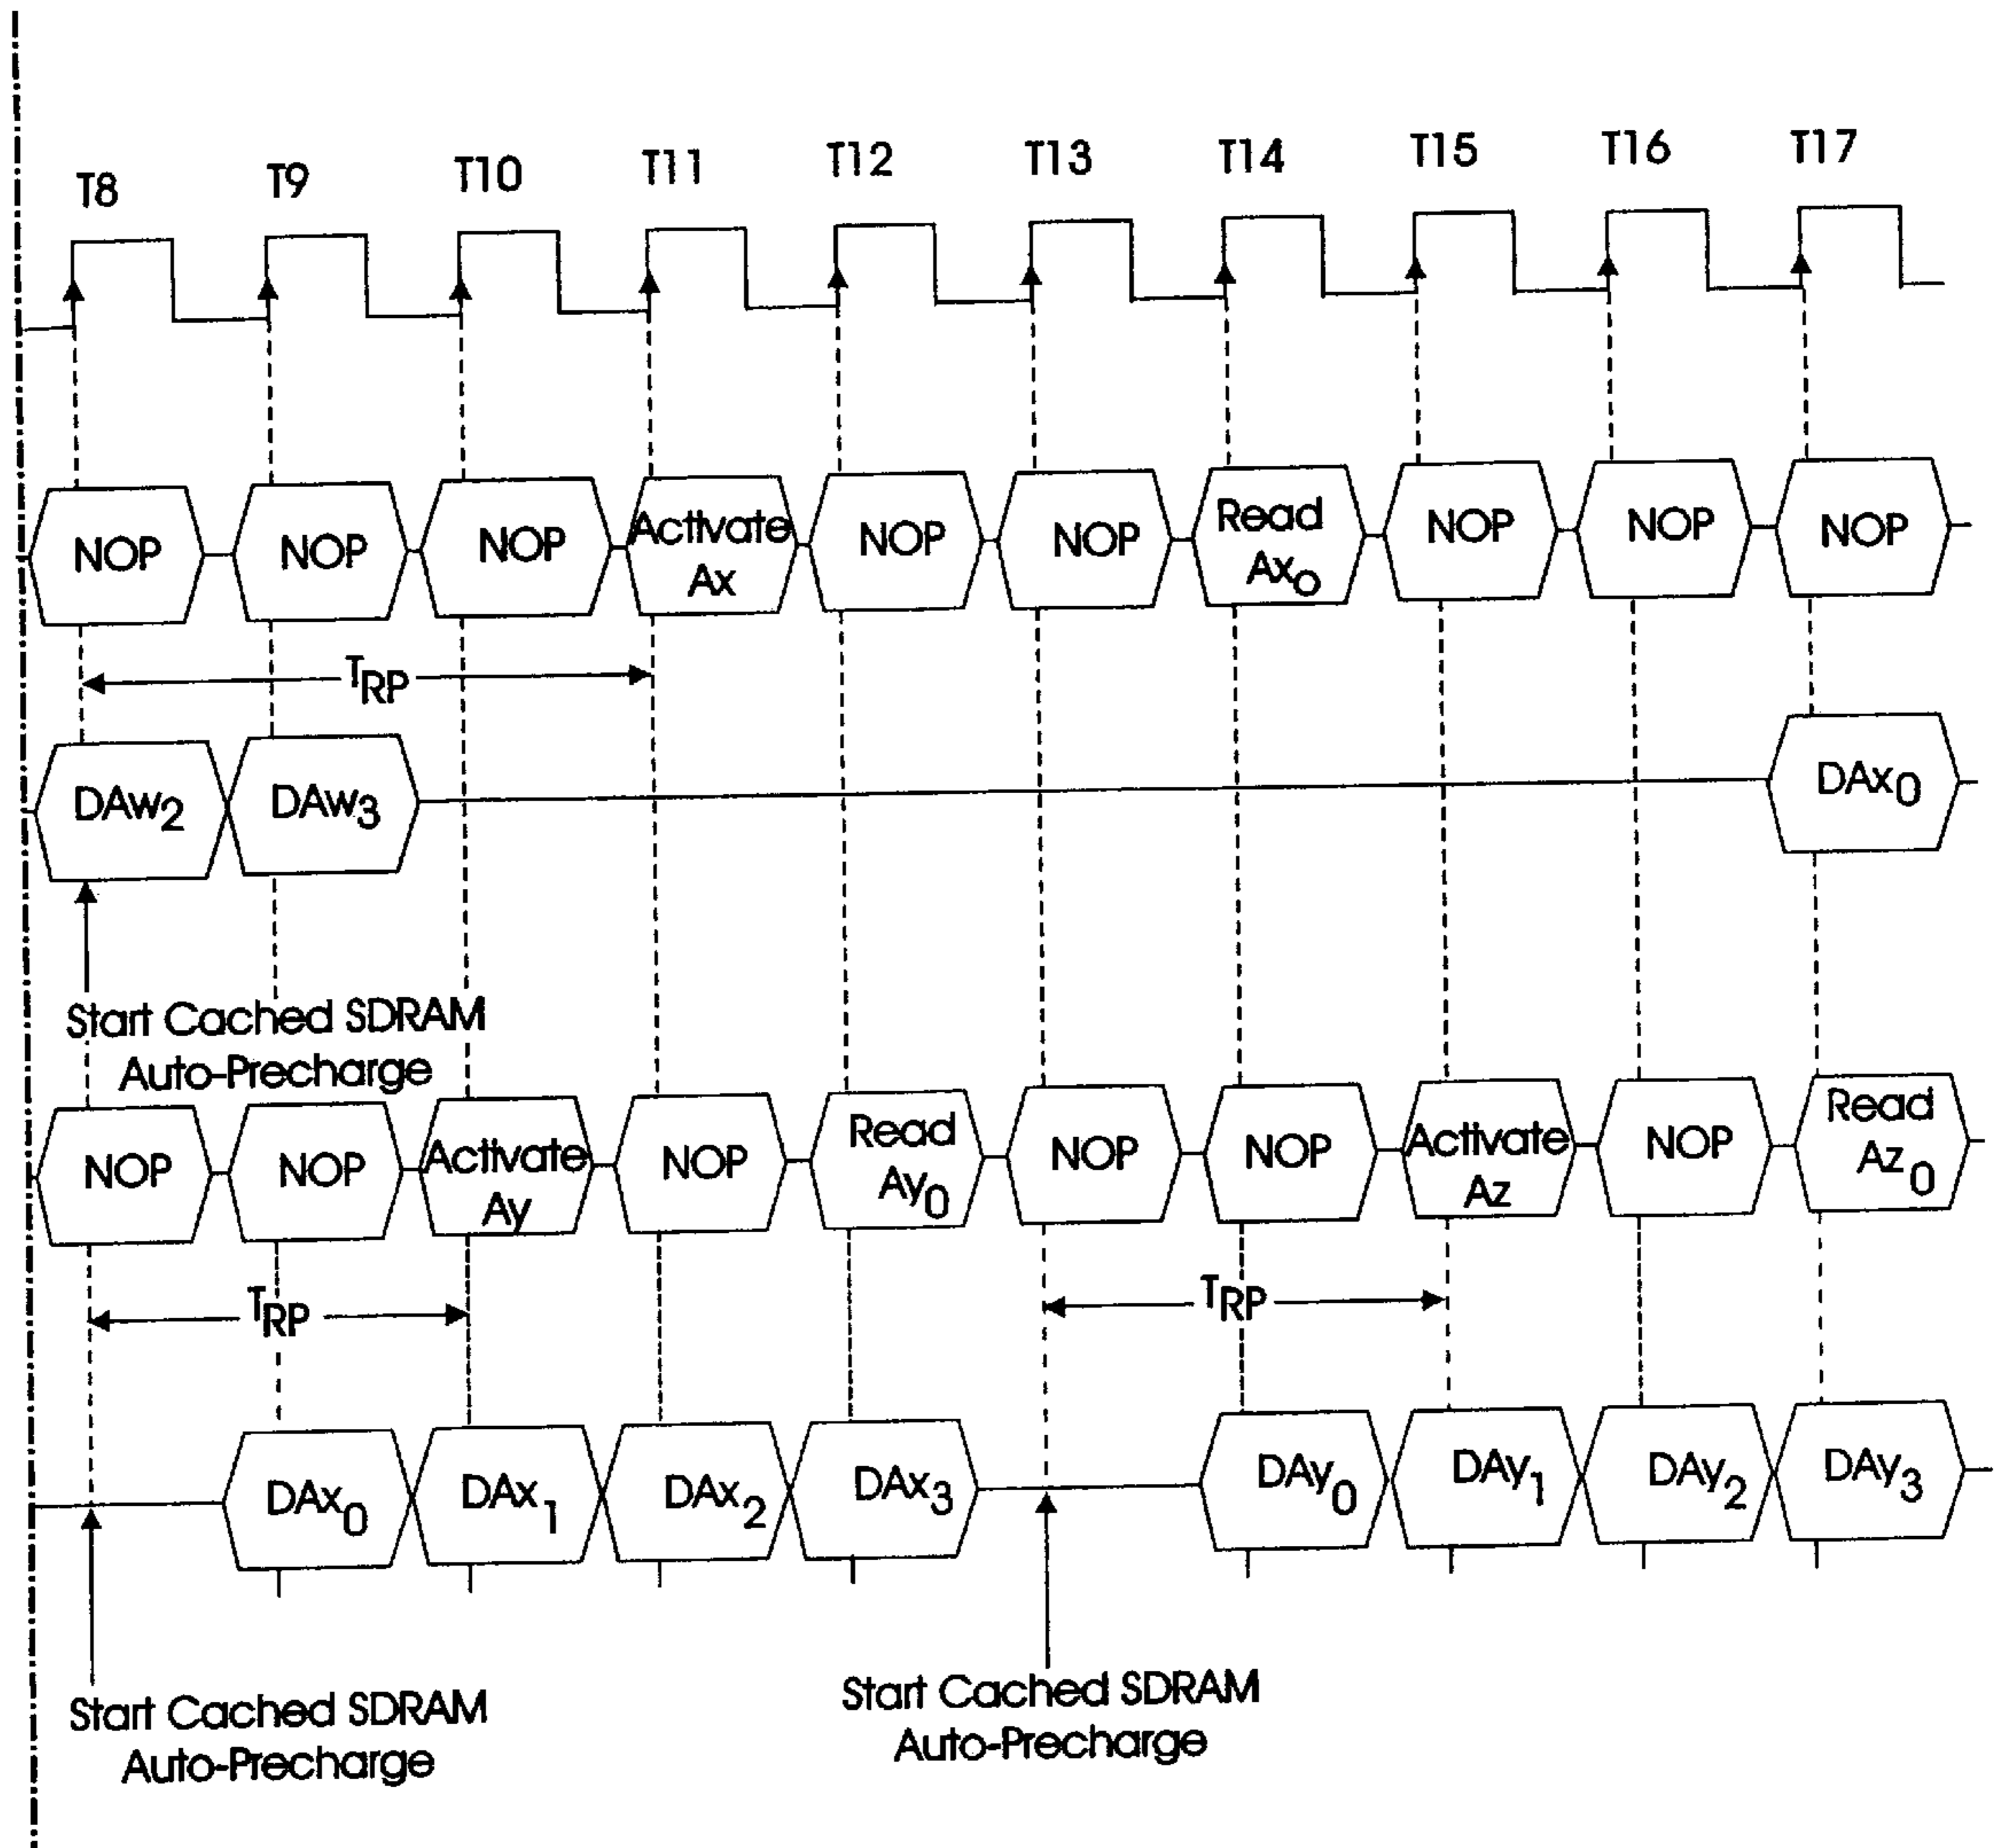 T8 T9 T10 T11 T12 T13 T14 T15 T16 T17
NOP NOP NOP Activate Ax NOP NOP Read Ax0 NOP NOP NOP
TRP
DAw2 DAw3 DAx0
Start Cached SDRAM
Auto-Precharge
NOP NOP Activate Ay NOP Read Ay0 NOP NOP Activate Az NOP Read Az0
TRP TRP
DAx0 DAx1 DAx2 DAx3 DAy0 DAy1 DAy2 DAy3
Start Cached SDRAM
Auto-Precharge
Start Cached SDRAM
Auto-Precharge